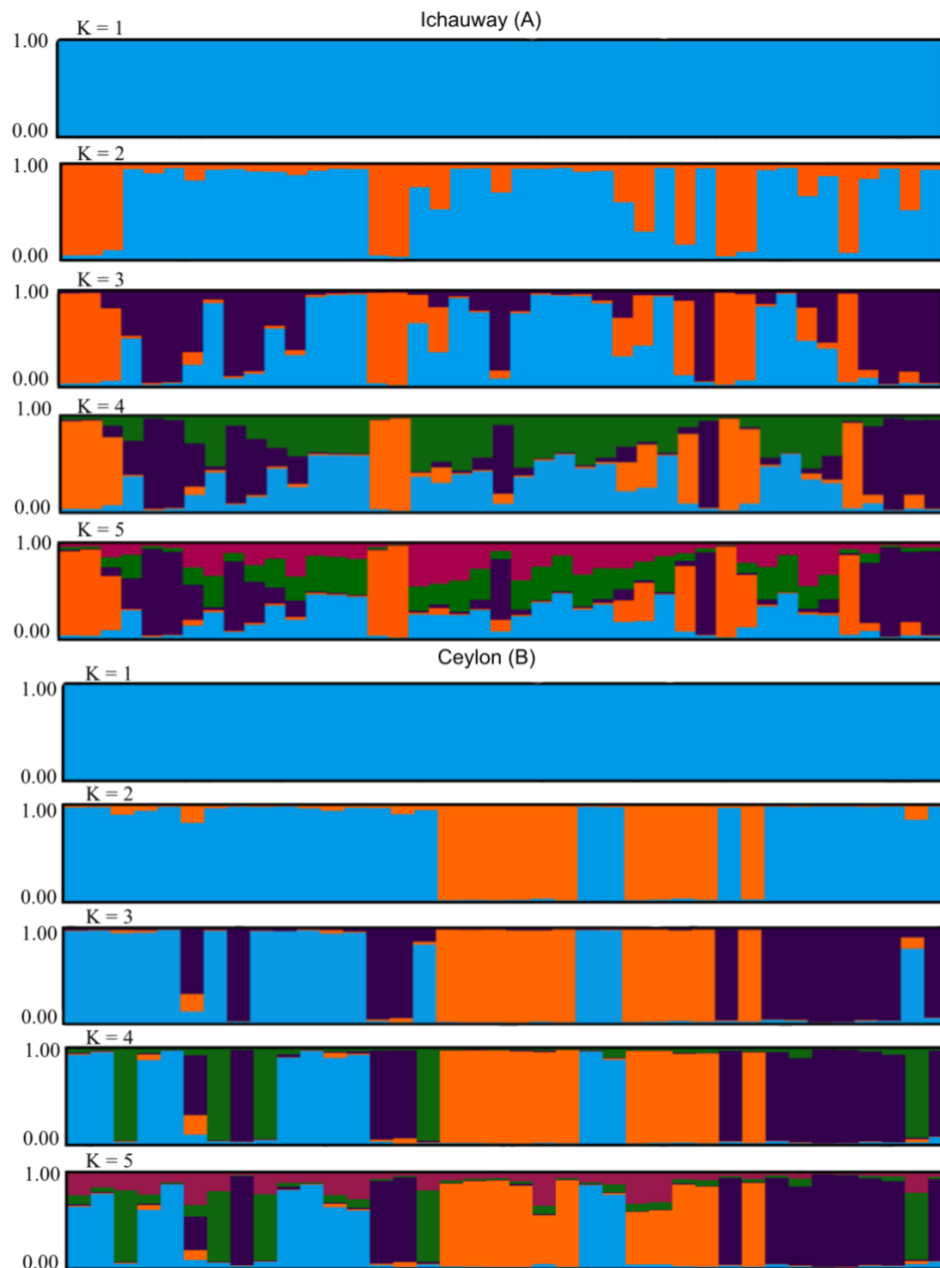 Ichauway (A)
K = 1
1.00
0.00
K = 2
1.00
0.00
K = 3
1.00
0.00
K = 4
1.00
0.00
K = 5
1.00
0.00
Ceylon (B)
K = 1
1.00
0.00
K = 2
1.00
0.00
K = 3
1.00
0.00
K = 4
1.00
0.00
K = 5
1.00
0.00